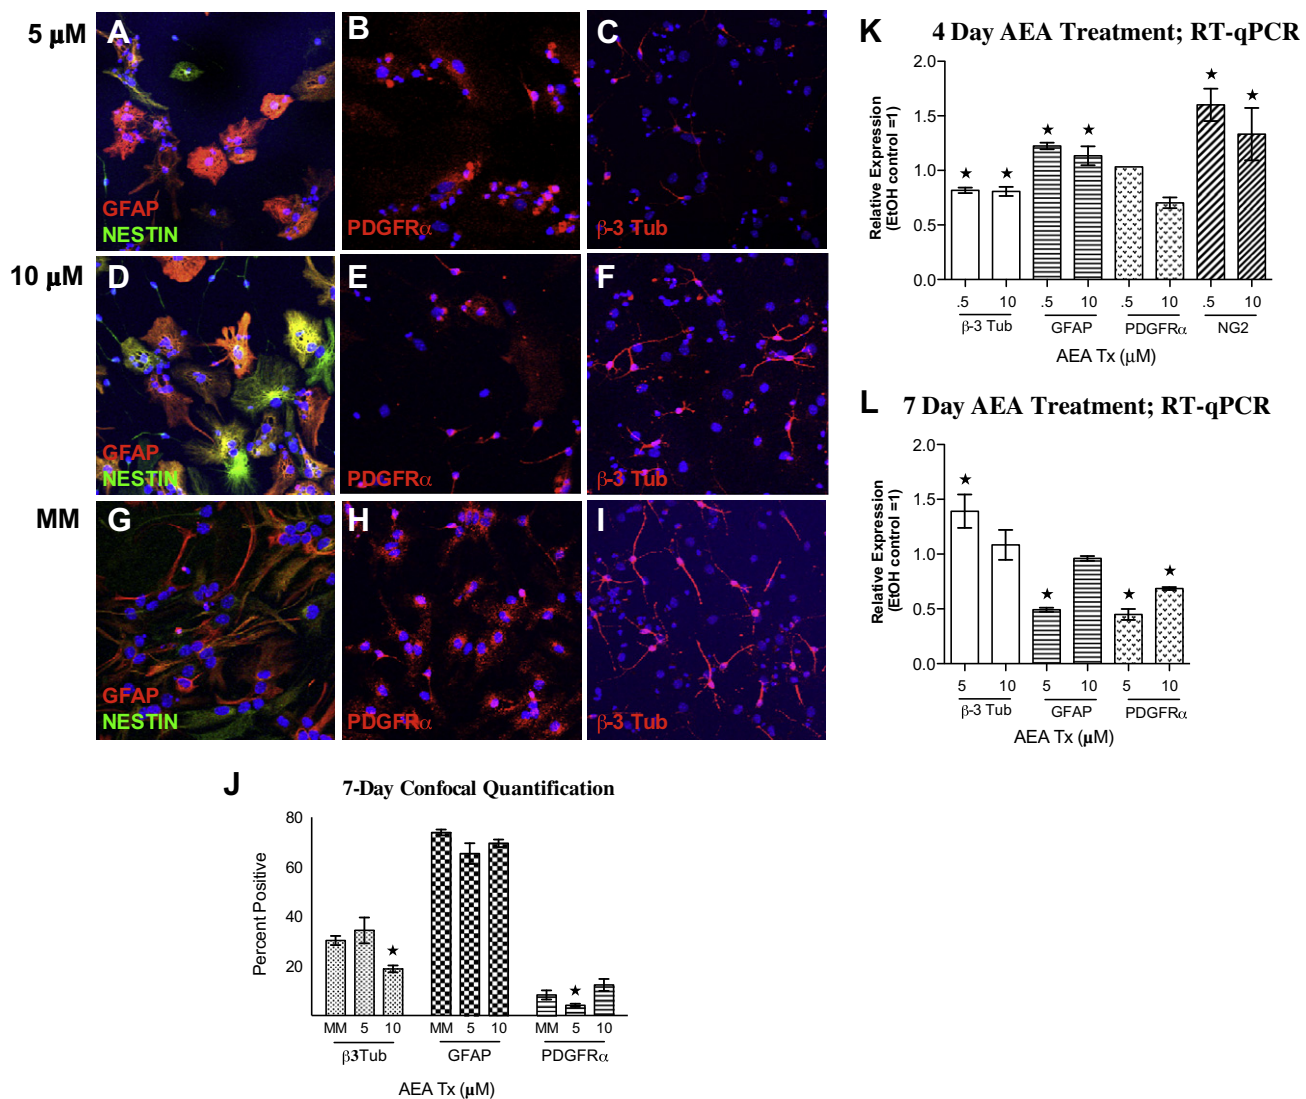 5 µM
A
GFAP
NESTIN
B
PDGFRα
C
β-3 Tub
10 µM
D
GFAP
NESTIN
E
PDGFRα
F
β-3 Tub
MM
G
GFAP
NESTIN
H
PDGFRα
I
β-3 Tub
J
7-Day Confocal Quantification
Percent Positive
80
60
40
20
MM 5 10 MM 5 10 MM 5 10
β3Tub GFAP PDGFRα
AEA Tx (µM)
K
4 Day AEA Treatment; RT-qPCR
Relative Expression
(EtOH control =1)
2.0
1.5
1.0
0.5
0.0
.5 10 .5 10 .5 10 .5 10
β-3 Tub GFAP PDGFRα NG2
AEA Tx (µM)
L
7 Day AEA Treatment; RT-qPCR
Relative Expression
(EtOH control =1)
2.0
1.5
1.0
0.5
0.0
5 10 5 10 5 10
β-3 Tub GFAP PDGFRα
AEA Tx (µM)